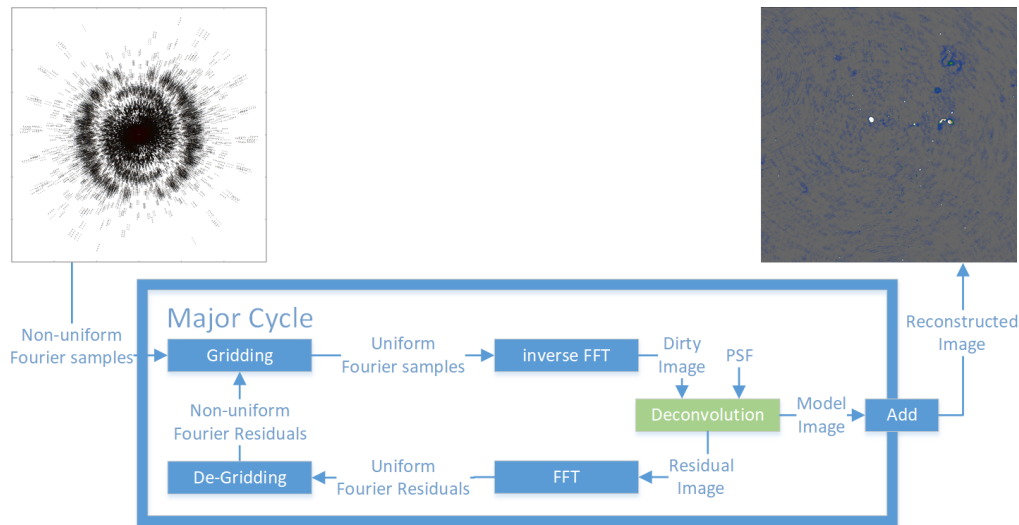 Major Cycle
Non-uniform
Fourier samples
Gridding
Uniform
Fourier samples
inverse FFT
Dirty
Image
PSF
Reconstructed
Image
Deconvolution
Model
Image
Add
Non-uniform
Fourier Residuals
De-Gridding
Uniform
Fourier Residuals
FFT
Residual
Image